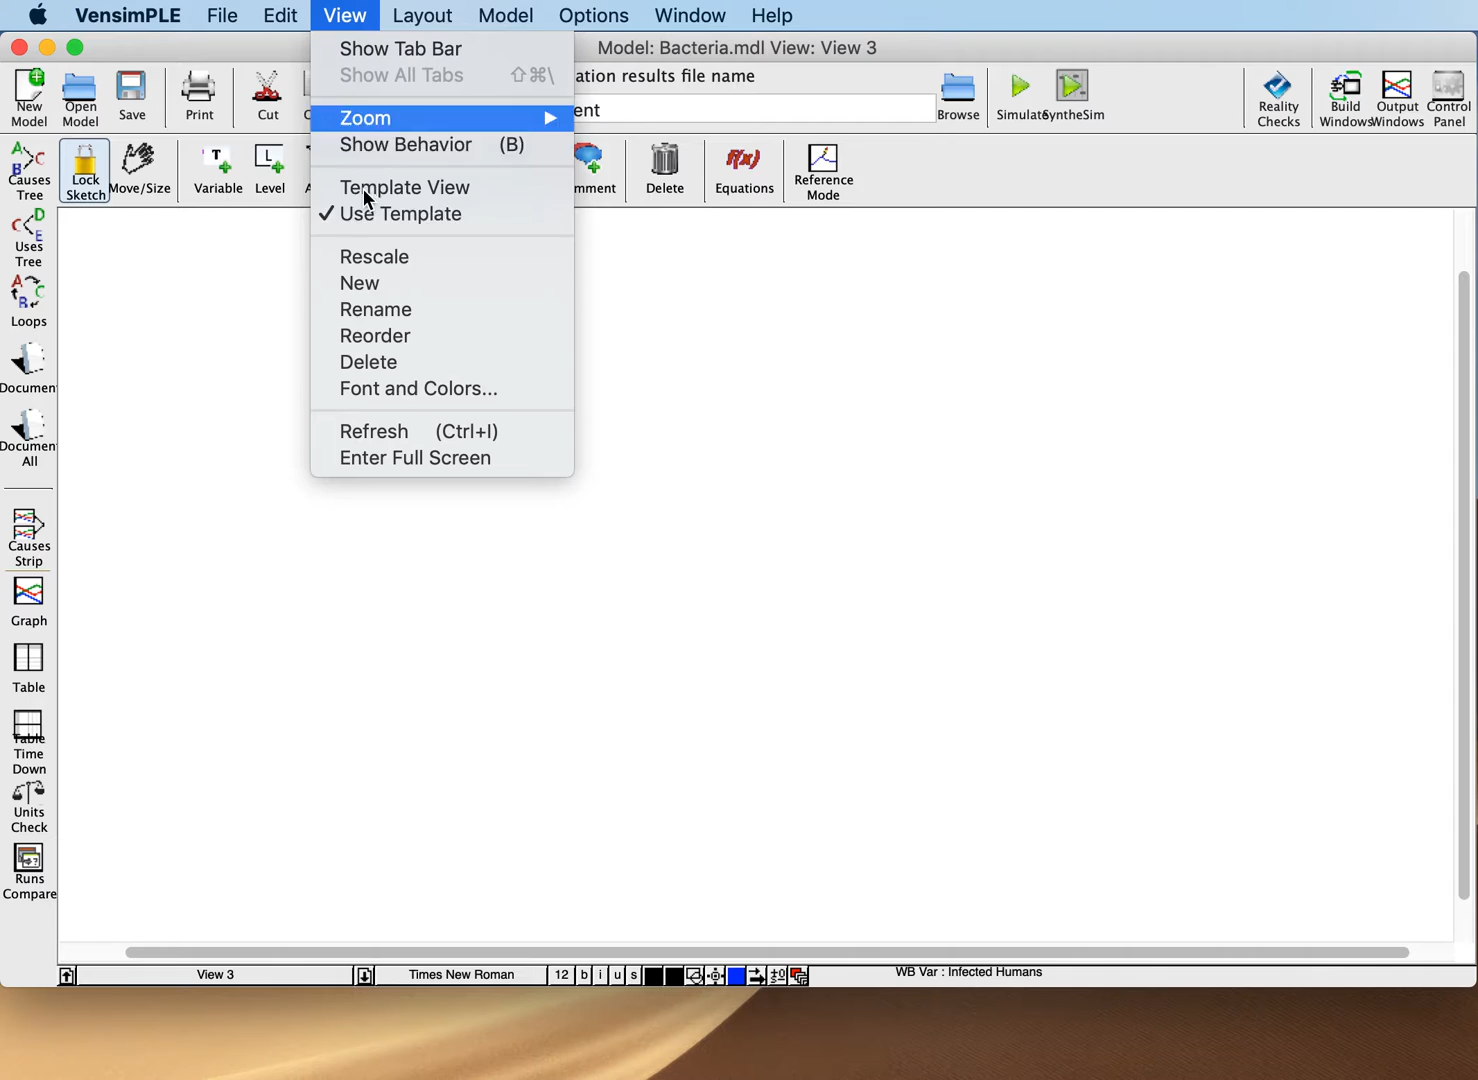 VensimPLE File Edit View Layout Model Options Window Help
Model: Bacteria.mdl View: View 3
Show Tab Bar
Show All Tabs ⇧⌘\
Zoom ▶
Show Behavior (B)
Template View
✓ Use Template
Rescale
New
Rename
Reorder
Delete
Font and Colors...
Refresh (Ctrl+I)
Enter Full Screen
New
Model
Open
Model
Save
Print
Cut
ation results file name
ent
Browse
Simulate
SyntheSim
Reality
Checks
Build
Windows
Output
Windows
Control
Panel
Causes
Tree
Lock
Sketch
Move/Size
Variable
Level
mment
Delete
f(x)
Equations
Reference
Mode
Uses
Tree
Loops
Documen
Documen
All
Causes
Strip
Graph
Table
Table
Time
Down
Units
Check
Runs
Compare
View 3 Times New Roman 12 b i u s WB Var : Infected Humans